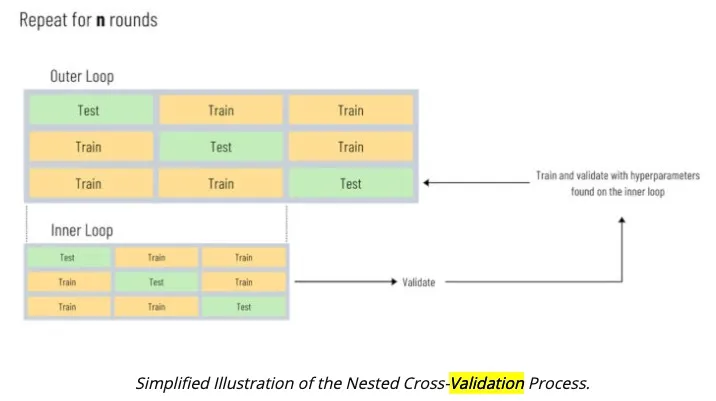 Repeat for n rounds
Outer Loop
Test Train Train
Train Test Train
Train Train Test
Train and validate with hyperparameters
found on the inner loop
Inner Loop
Test Train Train
Train Test Train
Train Train Test
Validate
Simplified Illustration of the Nested Cross-Validation Process.